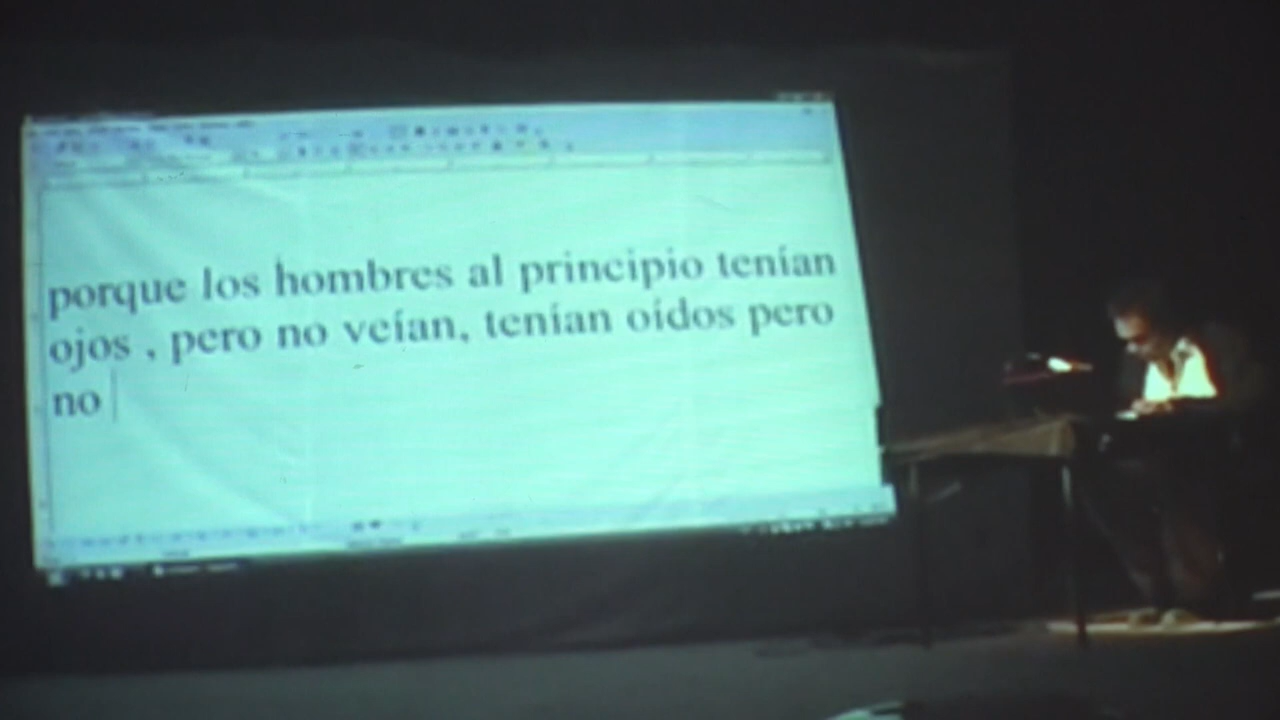 porque los hombres al principio tenían
ojos , pero no veían, tenían oídos pero
no